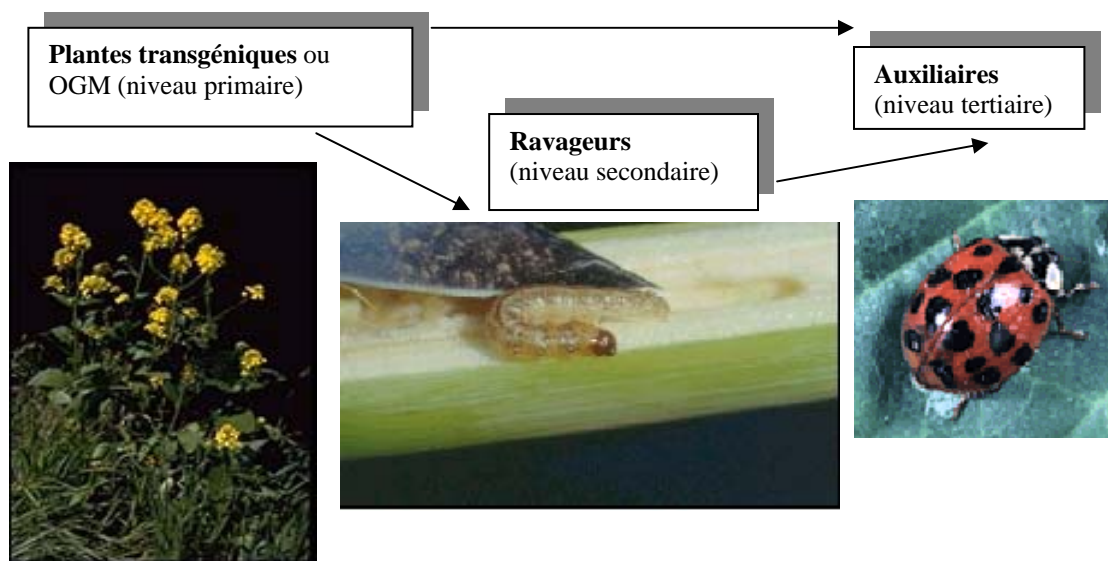 Plantes transgéniques ou
OGM (niveau primaire)
Ravageurs
(niveau secondaire)
Auxiliaires
(niveau tertiaire)